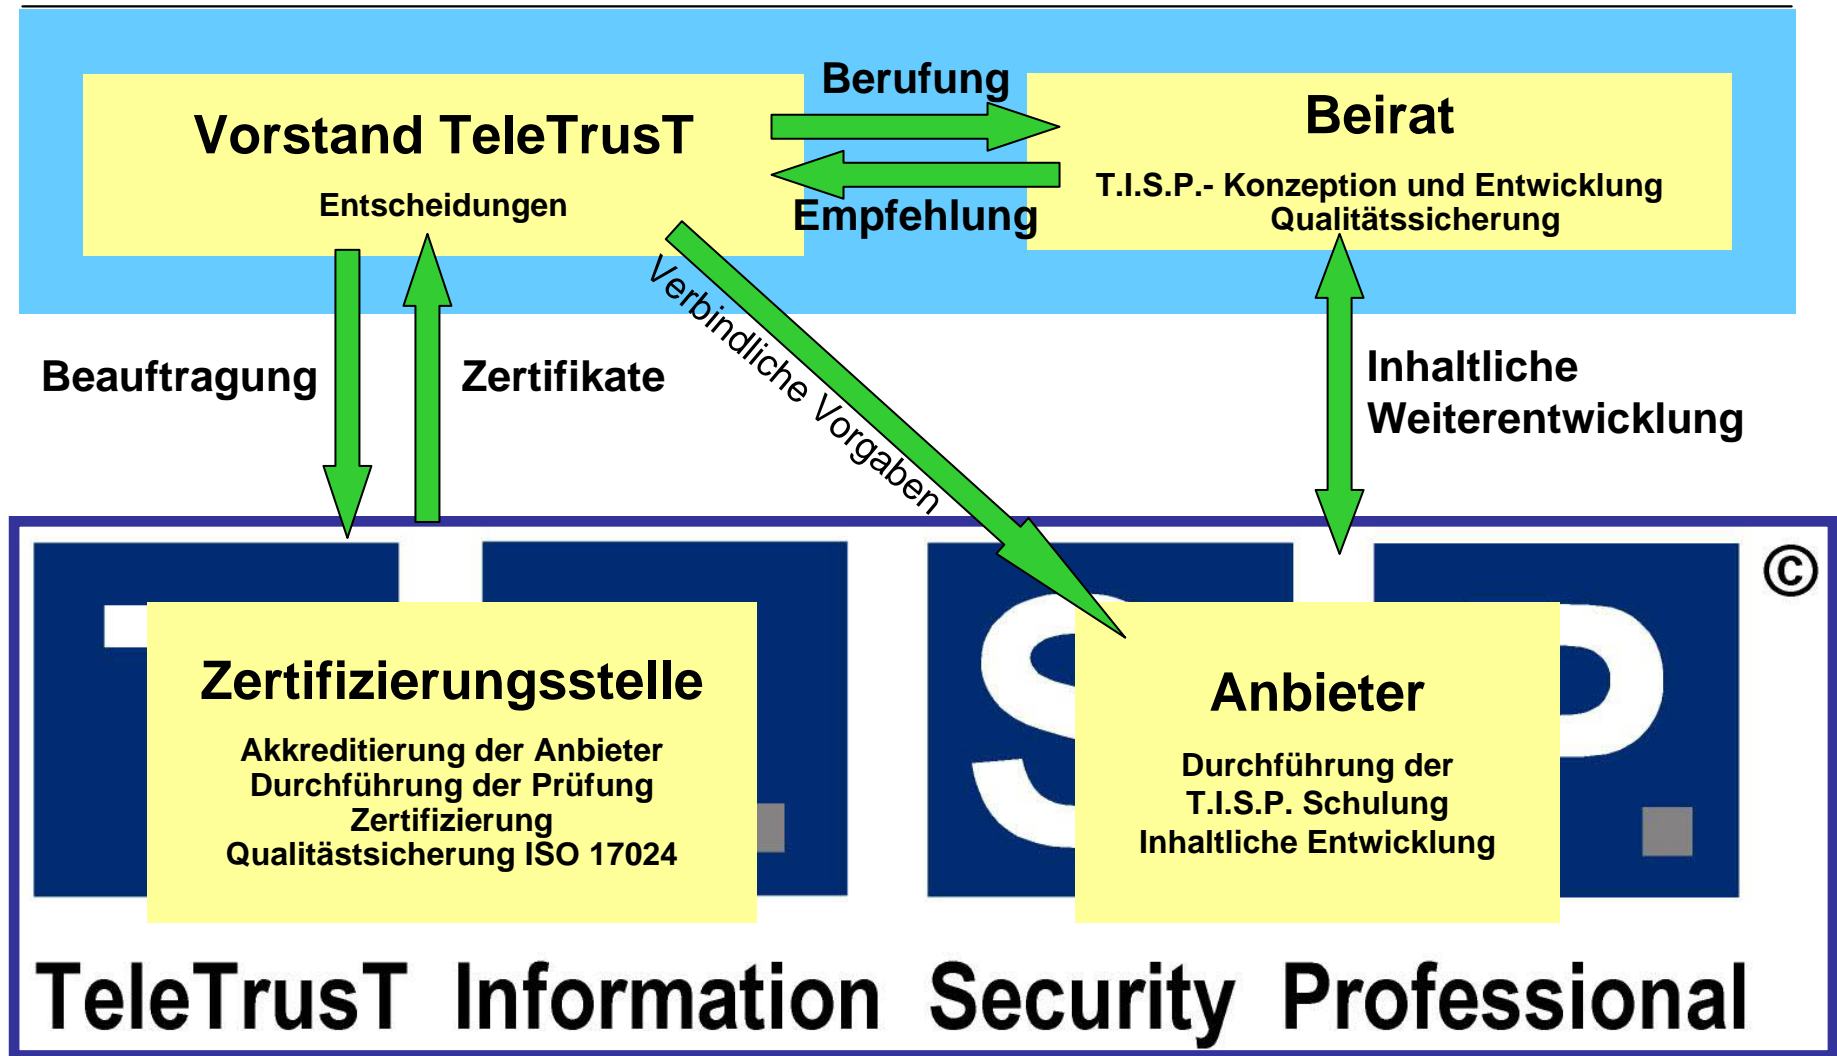 Berufung
Vorstand TeleTrusT
Entscheidungen
Beirat
T.I.S.P.- Konzeption und Entwicklung
Qualitätssicherung
Empfehlung
Verbindliche Vorgaben
Beauftragung
Zertifikate
Inhaltliche
Weiterentwicklung
©
T
S
P
Zertifizierungsstelle
Akkreditierung der Anbieter
Durchführung der Prüfung
Zertifizierung
Qualitästsicherung ISO 17024
Anbieter
Durchführung der
T.I.S.P. Schulung
Inhaltliche Entwicklung
TeleTrusT Information Security Professional